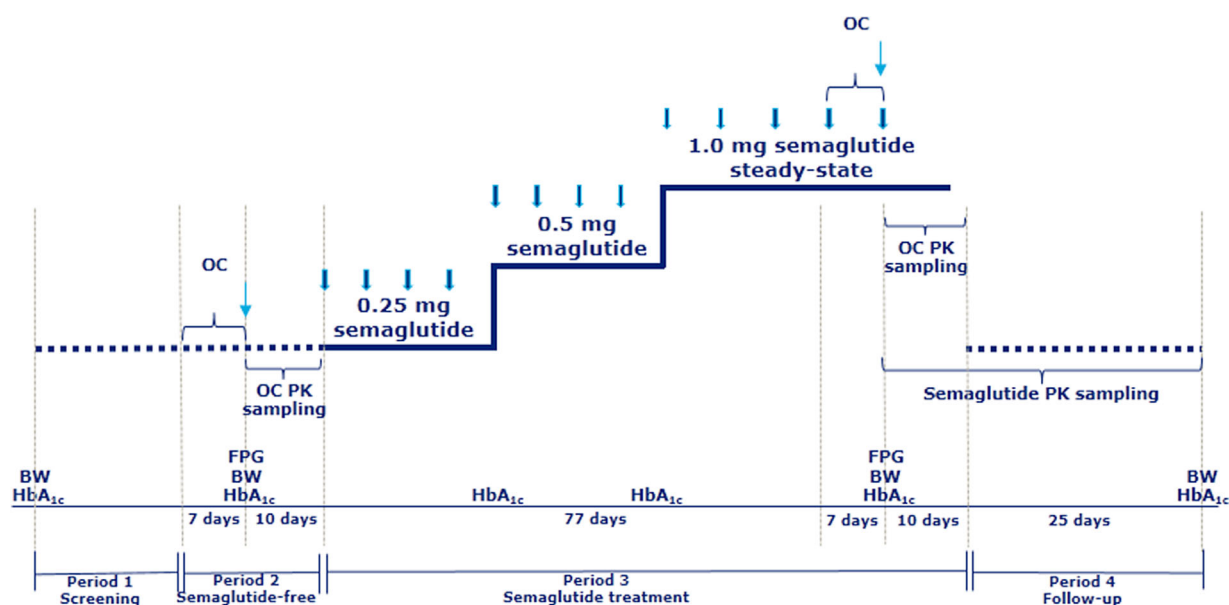 OC
1.0 mg semaglutide
steady-state
0.5 mg
semaglutide
OC PK
sampling
OC
0.25 mg
semaglutide
OC PK
sampling
Semaglutide PK sampling
BW
HbA1c
FPG
BW
HbA1c
HbA1c
HbA1c
FPG
BW
HbA1c
BW
HbA1c
7 days
10 days
77 days
7 days
10 days
25 days
Period 1
Screening
Period 2
Semaglutide-free
Period 3
Semaglutide treatment
Period 4
Follow-up